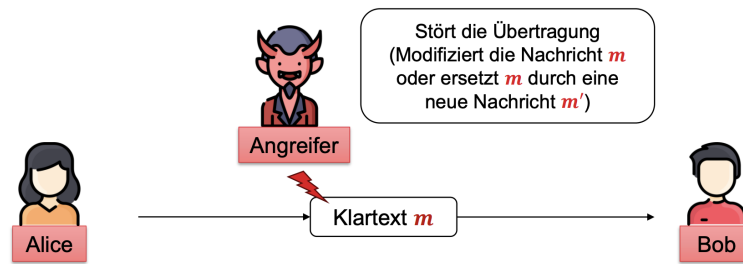 Stört die Übertragung
(Modifiziert die Nachricht m
oder ersetzt m durch eine
neue Nachricht m′)
Angreifer
Klartext m
Alice
Bob